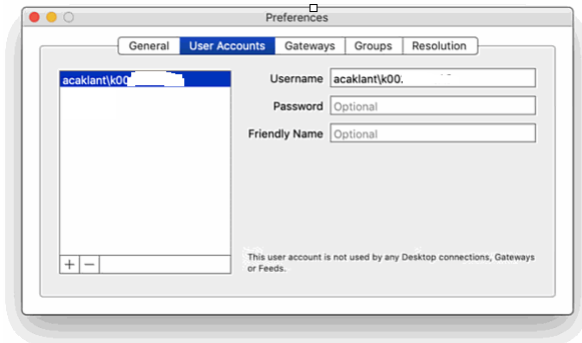 Preferences
General User Accounts Gateways Groups Resolution
acaklant\k00
Username acaklant\k00.
Password Optional
Friendly Name Optional
This user account is not used by any Desktop connections, Gateways
or Feeds.
+ −